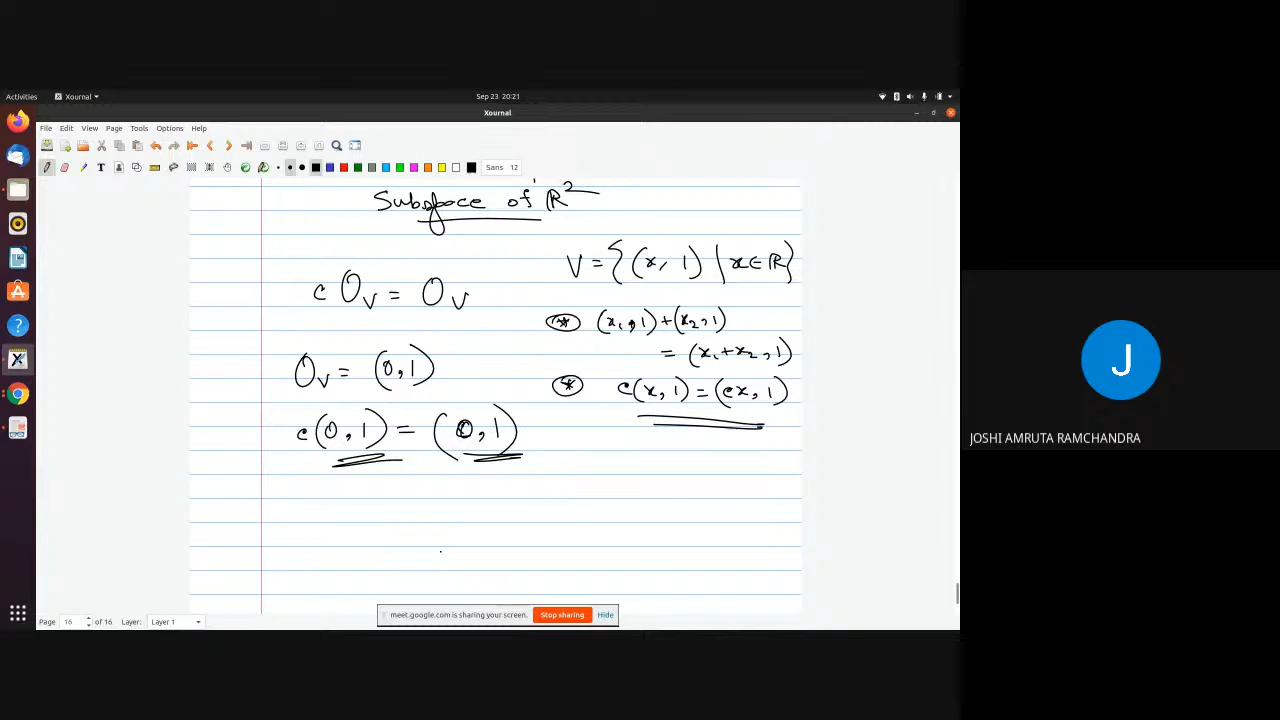 Activities Xournal Sep 23 20:21
Xournal
File Edit View Page Tools Options Help
Sans 12
Subspace of ℝ²
V = {(x, 1) | x ∈ ℝ}
c 0_V = 0_V
* (x₁, 1) + (x₂, 1)
= (x₁ + x₂, 1)
0_V = (0, 1)
* c(x, 1) = (cx, 1)
c(0, 1) = (0, 1)
J
JOSHI AMRUTA RAMCHANDRA
meet.google.com is sharing your screen. Stop sharing Hide
Page 16 of 16 Layer: Layer 1